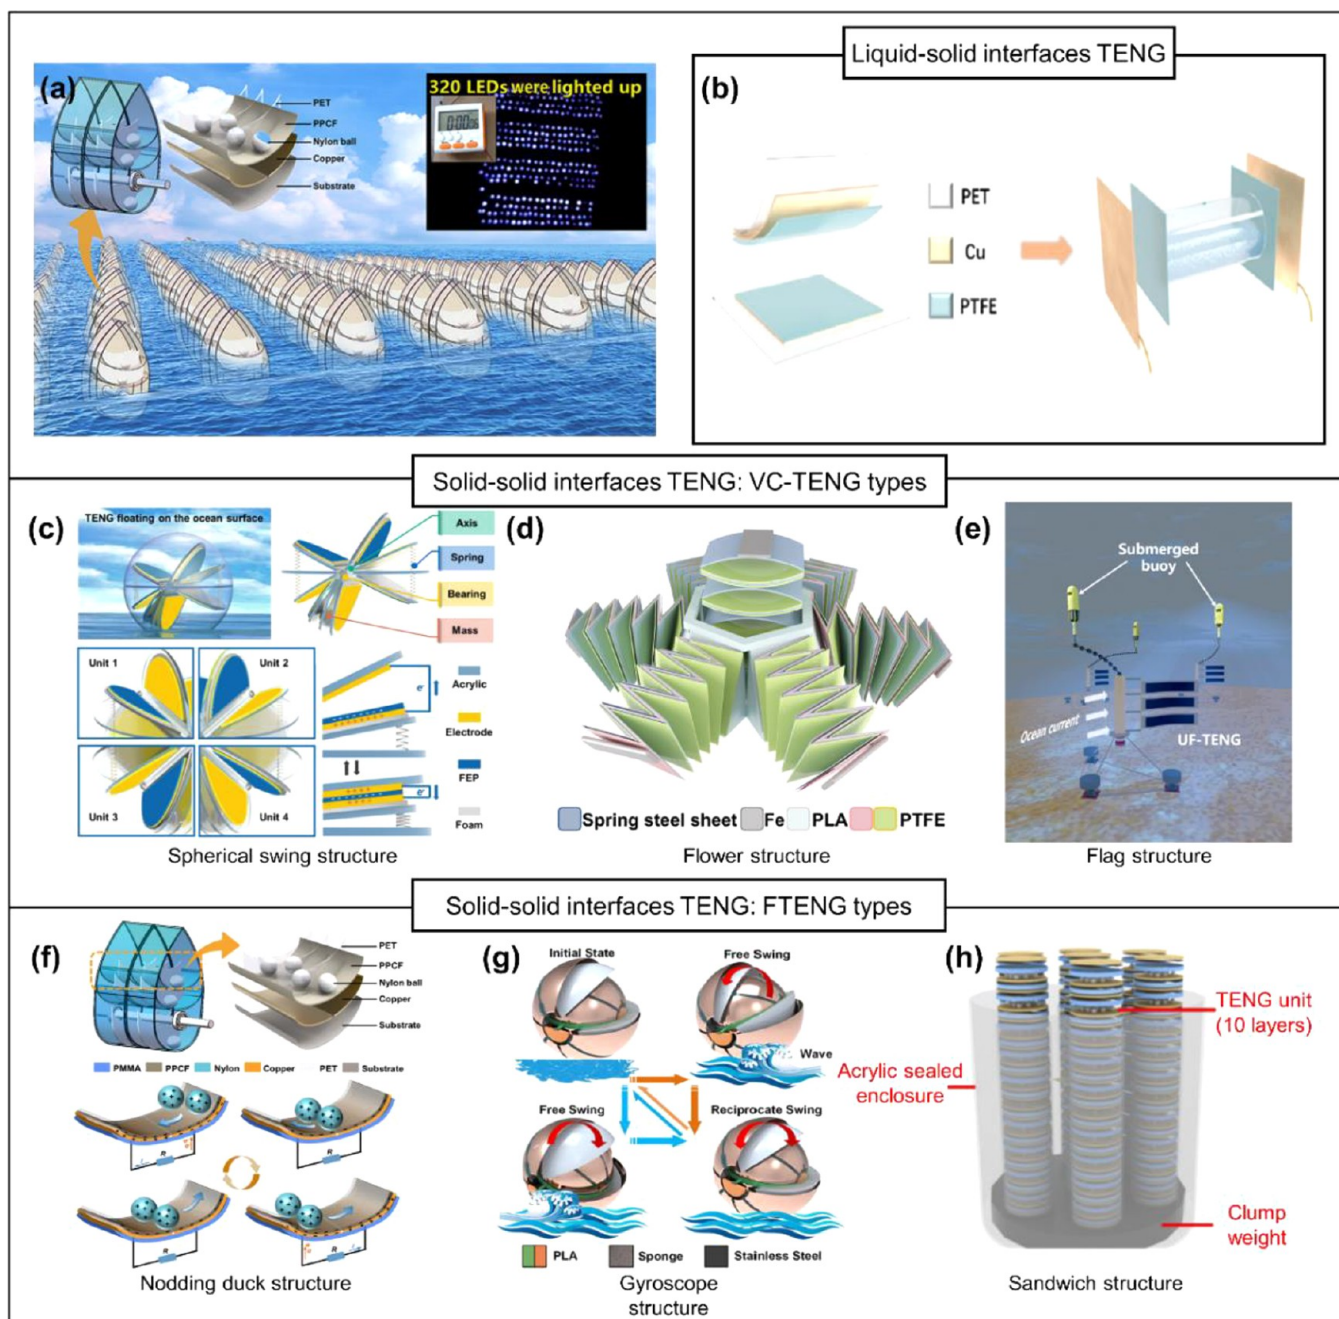 Liquid-solid interfaces TENG
(a)
320 LEDs were lighted up
PET
PPCF
Nylon ball
Copper
Substrate
(b)
PET
Cu
PTFE
Solid-solid interfaces TENG: VC-TENG types
(c)
TENG floating on the ocean surface
Axis
Spring
Bearing
Mass
Unit 1
Unit 2
Unit 3
Unit 4
e-
e-
Acrylic
Electrode
FEP
Foam
Spherical swing structure
(d)
Spring steel sheet
Fe
PLA
PTFE
Flower structure
(e)
Submerged
buoy
Ocean current
UF-TENG
Flag structure
Solid-solid interfaces TENG: FTENG types
(f)
PET
PPCF
Nylon ball
Copper
Substrate
PMMA
PPCF
Nylon
Copper
PET
Substrate
R
R
R
R
Nodding duck structure
(g)
Initial State
Free Swing
Wave
Free Swing
Reciprocate Swing
PLA
Sponge
Stainless Steel
Gyroscope
structure
(h)
TENG unit
(10 layers)
Acrylic sealed
enclosure
Clump
weight
Sandwich structure